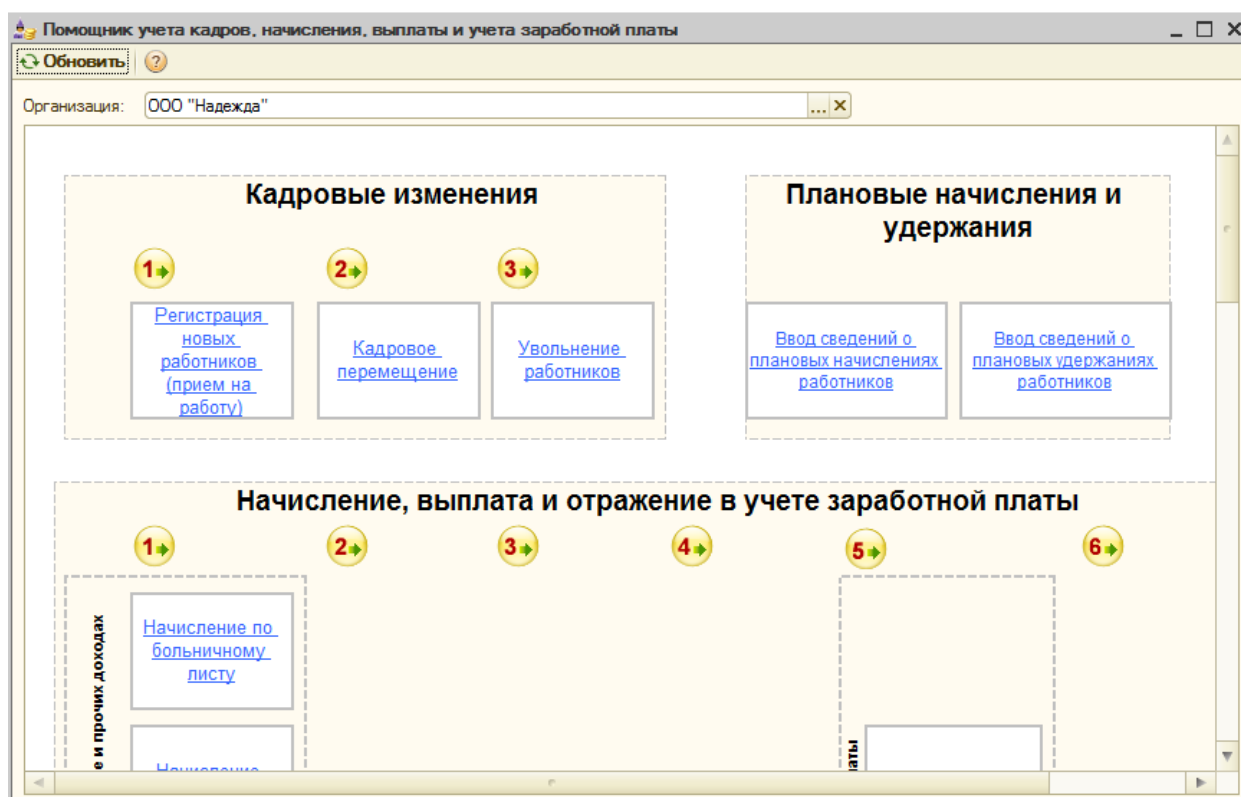 Помощник учета кадров, начисления, выплаты и учета заработной платы
Обновить
Организация: ООО "Надежда"
Кадровые изменения
1 2 3
Регистрация
новых
работников
(прием на
работу)
Кадровое
перемещение
Увольнение
работников
Плановые начисления и
удержания
Ввод сведений о
плановых начислениях
работников
Ввод сведений о
плановых удержаниях
работников
Начисление, выплата и отражение в учете заработной платы
1 2 3 4 5 6
е и прочих доходах
Начисление по
больничному
листу
Начисление